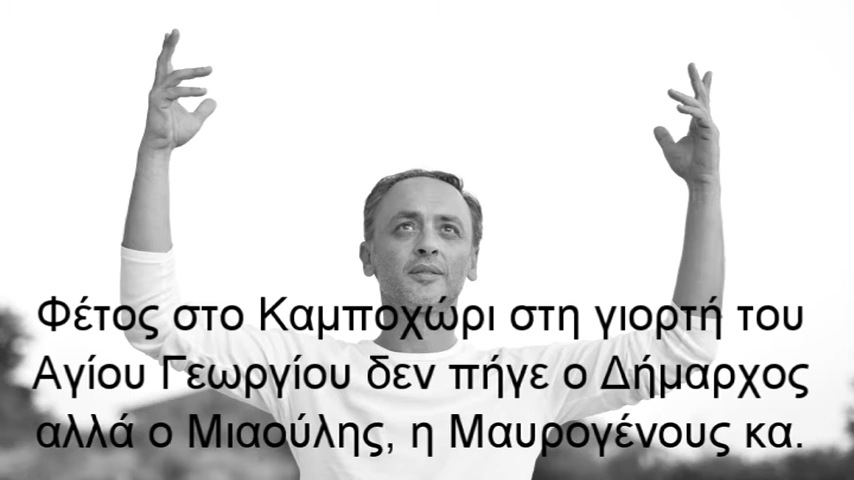 Φέτος στο Καμποχώρι στη γιορτή του
Αγίου Γεωργίου δεν πήγε ο Δήμαρχος
αλλά ο Μιαούλης, η Μαυρογένους κα.